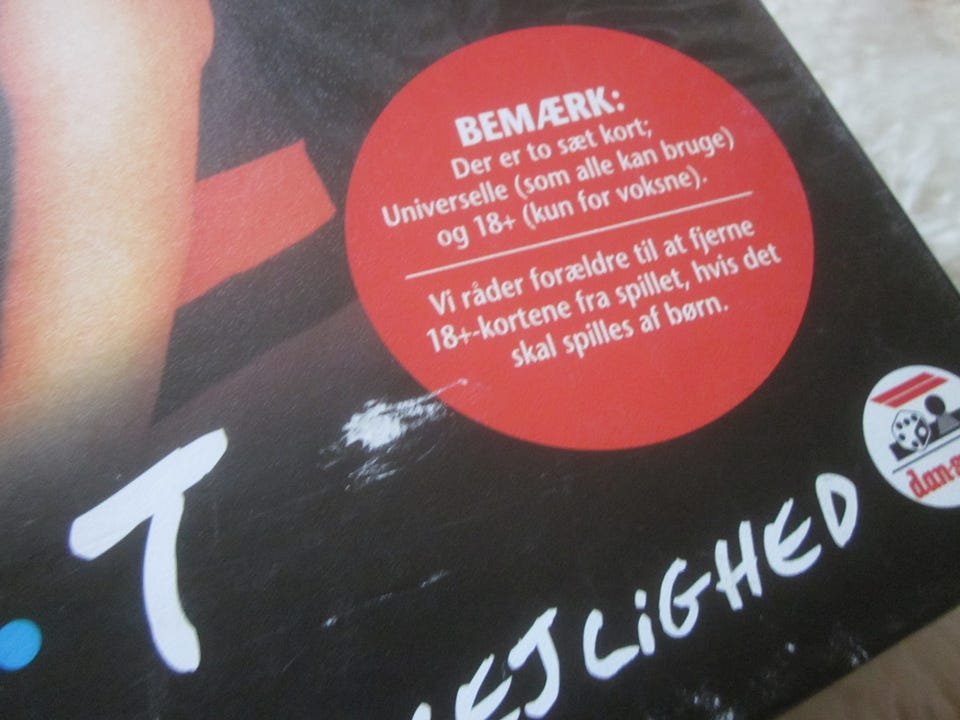 BEMÆRK:
Der er to sæt kort;
Universelle (som alle kan bruge)
og 18+ (kun for voksne).
Vi råder forældre til at fjerne
18+-kortene fra spillet, hvis det
skal spilles af børn.
T
EJLIGHED